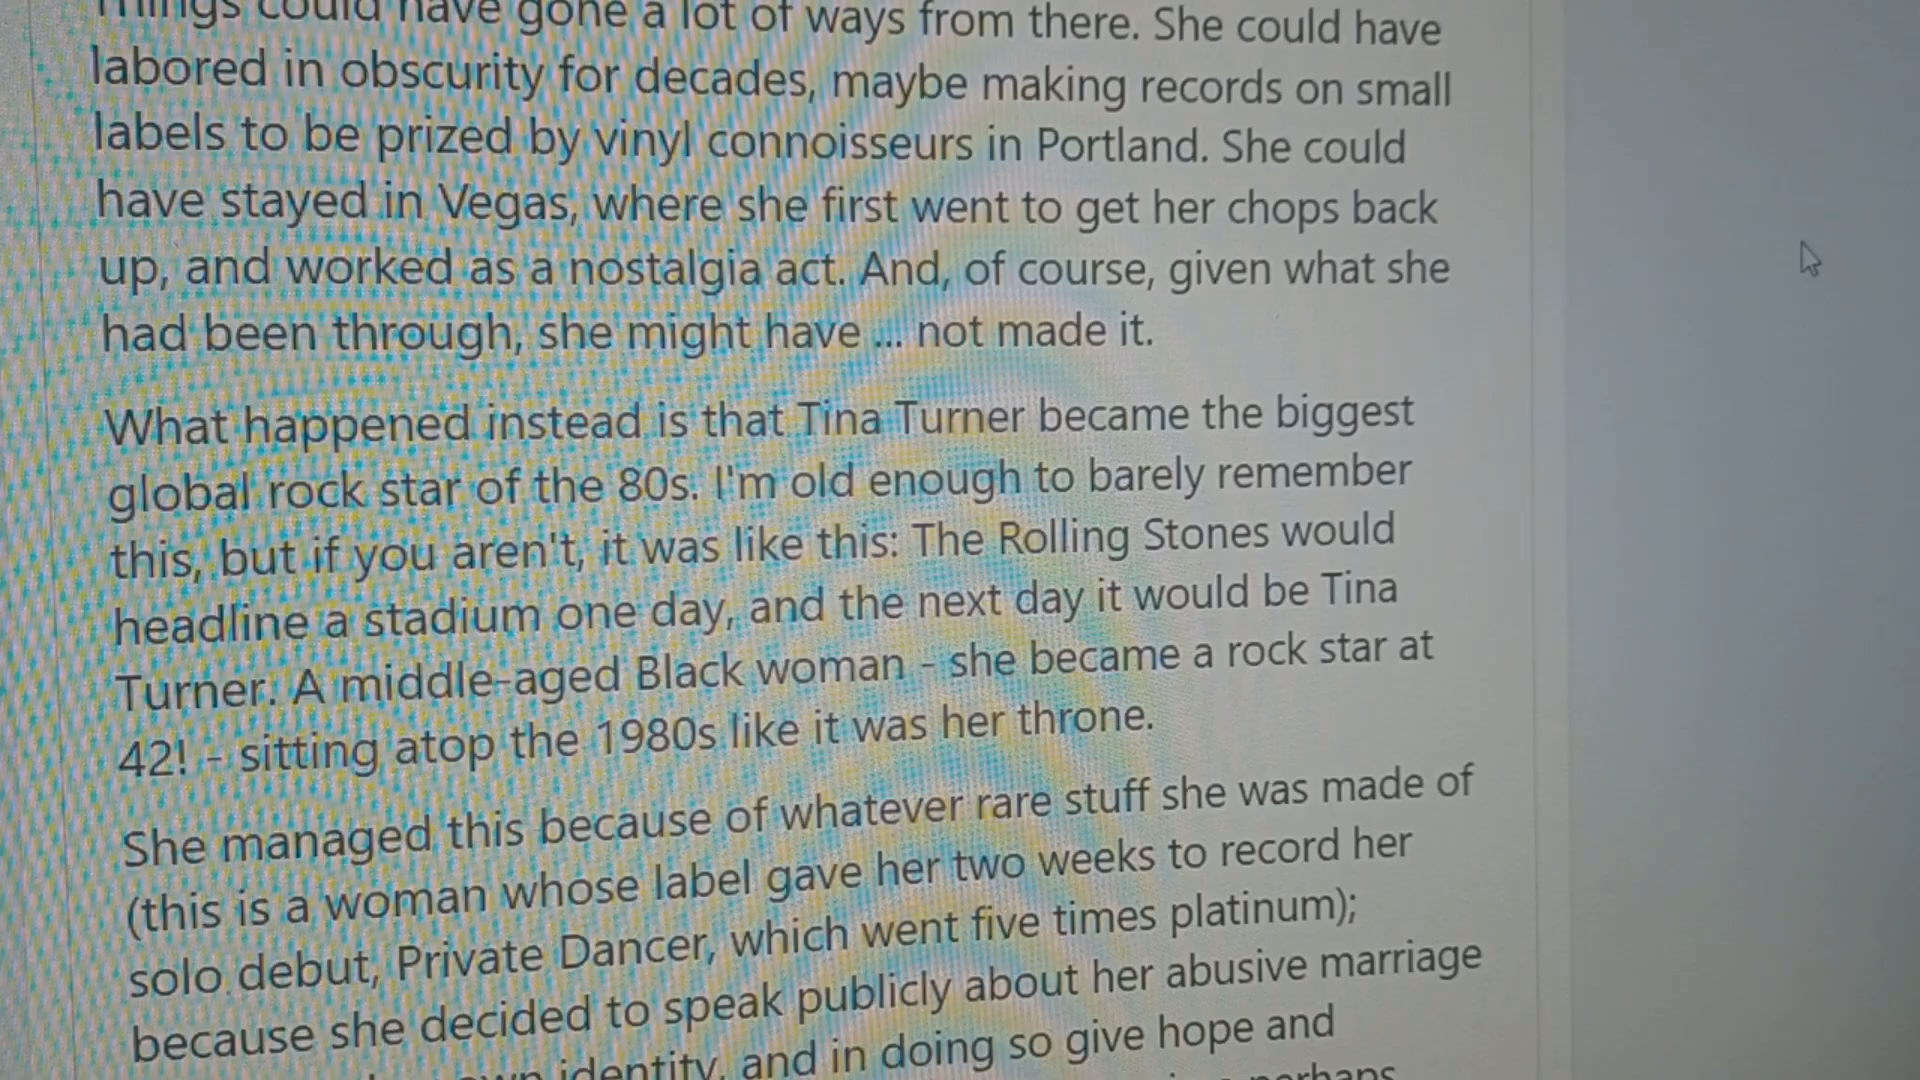 Things could have gone a lot of ways from there. She could have
labored in obscurity for decades, maybe making records on small
labels to be prized by vinyl connoisseurs in Portland. She could
have stayed in Vegas, where she first went to get her chops back
up, and worked as a nostalgia act. And, of course, given what she
had been through, she might have ... not made it.
What happened instead is that Tina Turner became the biggest
global rock star of the 80s. I'm old enough to barely remember
this, but if you aren't, it was like this: The Rolling Stones would
headline a stadium one day, and the next day it would be Tina
Turner. A middle-aged Black woman - she became a rock star at
42! - sitting atop the 1980s like it was her throne.
She managed this because of whatever rare stuff she was made of
(this is a woman whose label gave her two weeks to record her
solo debut, Private Dancer, which went five times platinum);
because she decided to speak publicly about her abusive marriage
own identity, and in doing so give hope and
perhaps